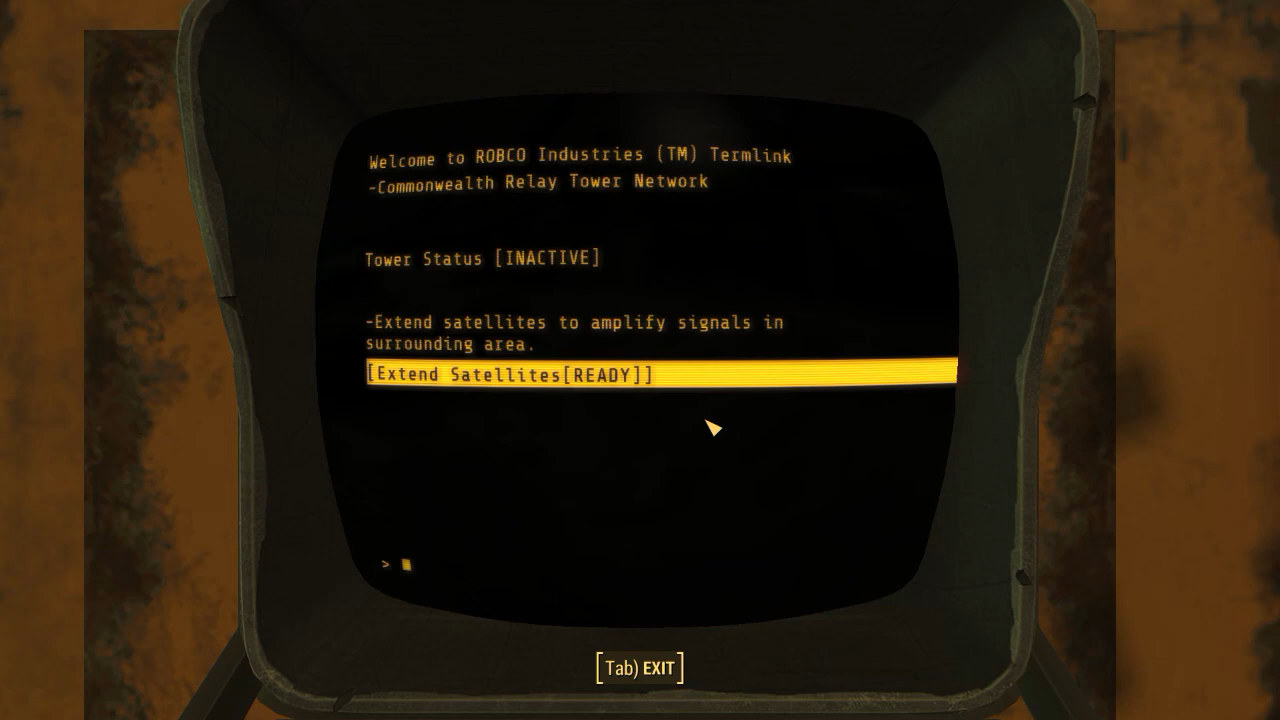 Welcome to ROBCO Industries (TM) Termlink
-Commonwealth Relay Tower Network
Tower Status [INACTIVE]
-Extend satellites to amplify signals in
surrounding area.
[Extend Satellites[READY]]
>
[Tab) EXIT]